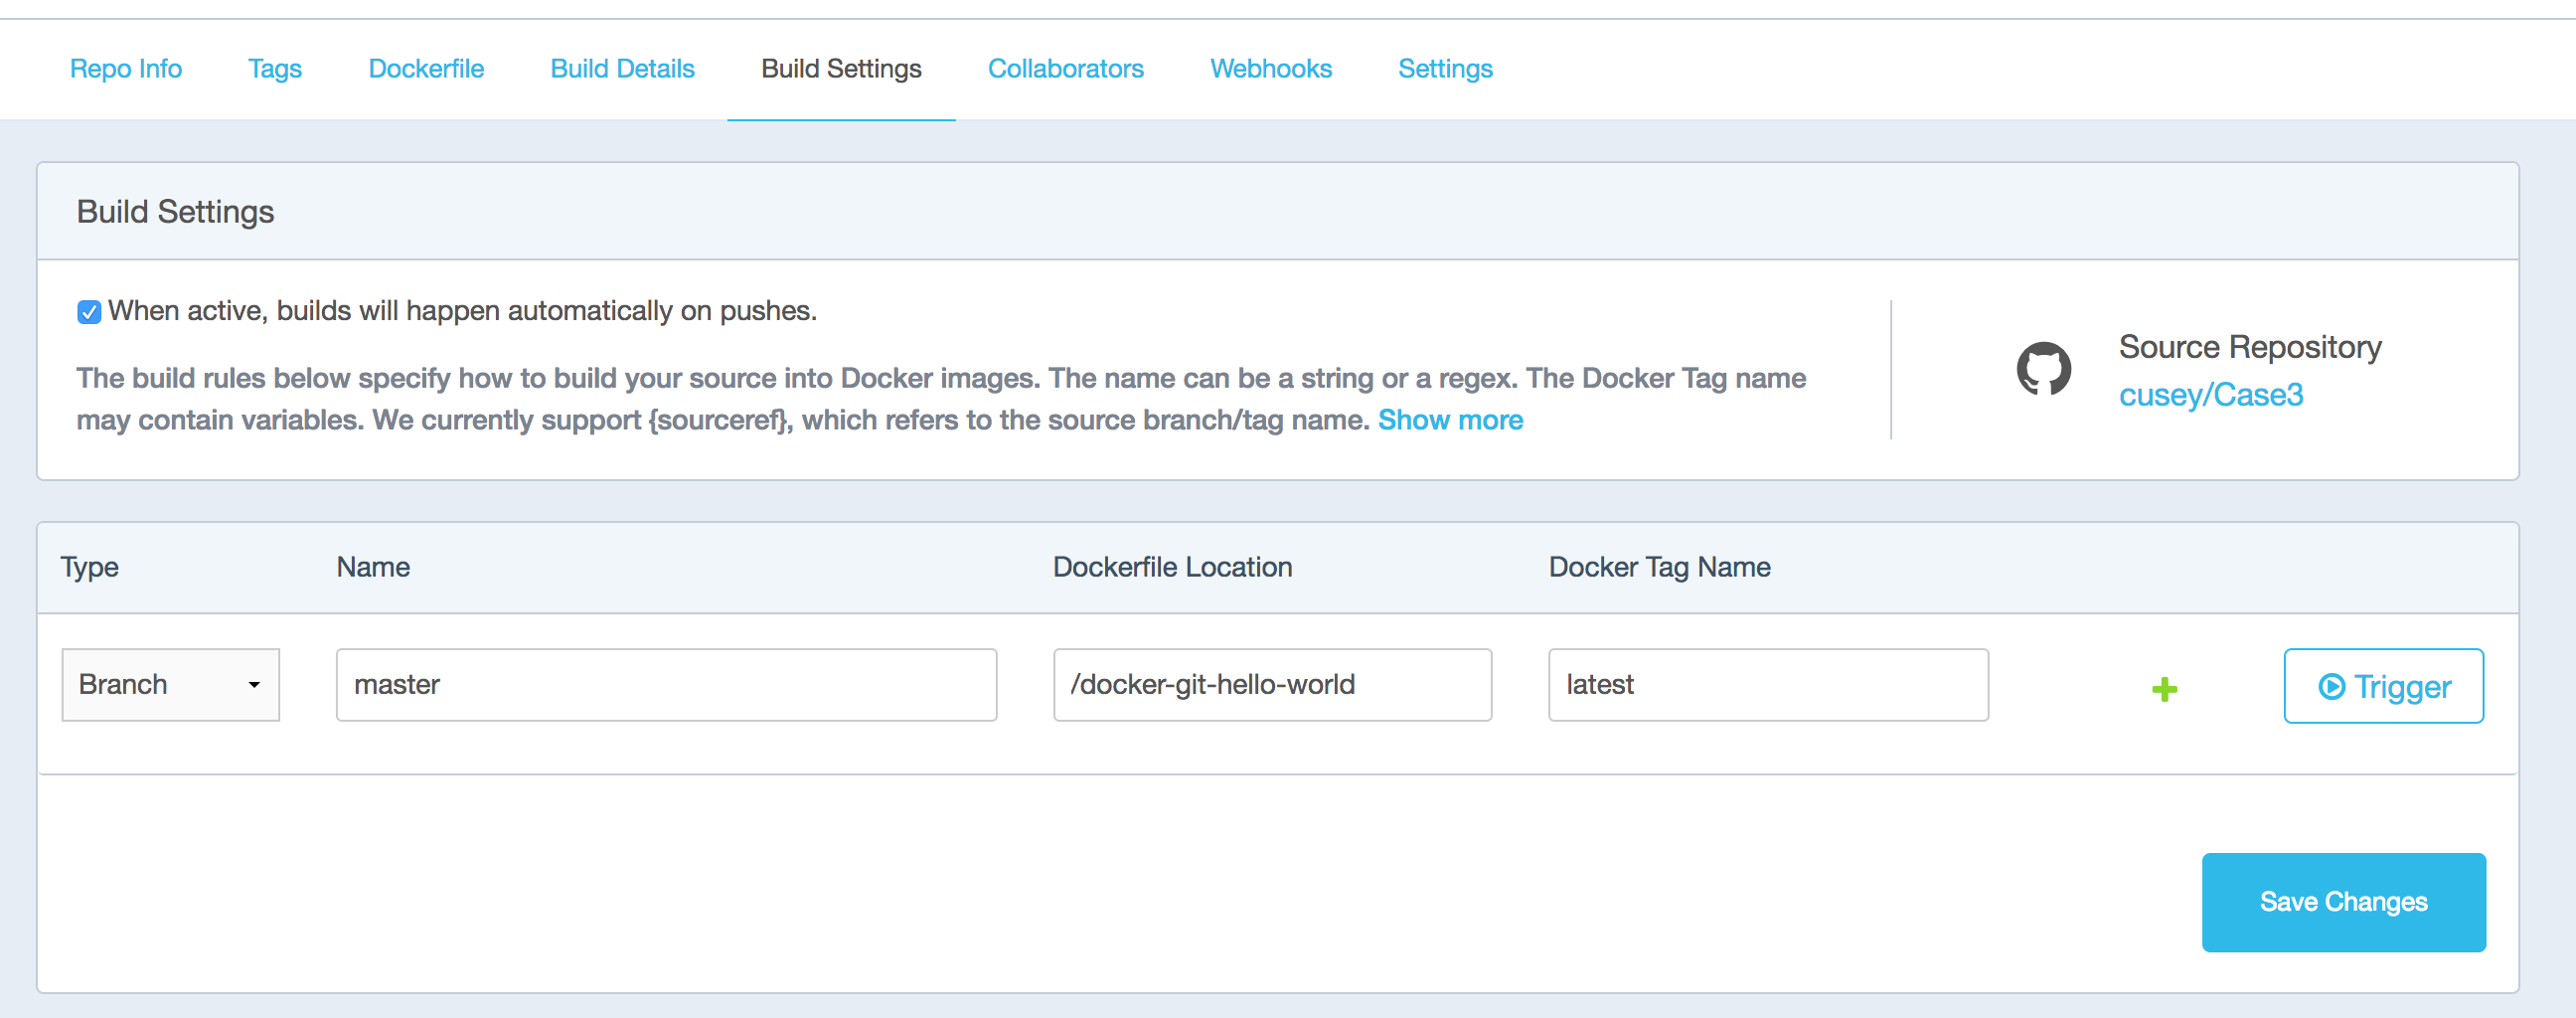 Repo Info Tags Dockerfile Build Details Build Settings Collaborators Webhooks Settings
Build Settings
When active, builds will happen automatically on pushes.
The build rules below specify how to build your source into Docker images. The name can be a string or a regex. The Docker Tag name
may contain variables. We currently support {sourceref}, which refers to the source branch/tag name. Show more
Source Repository
cusey/Case3
Type Name Dockerfile Location Docker Tag Name
Branch master /docker-git-hello-world latest Trigger
Save Changes